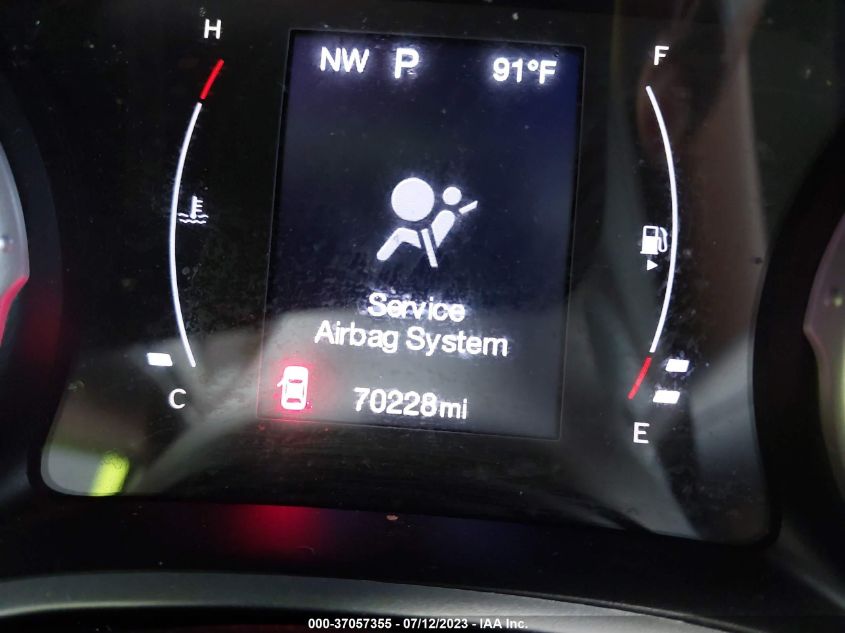 H
F
NW P 91°F
Service
Airbag System
70228mi
C
E
000-37057355 - 07/12/2023 - IAA Inc.